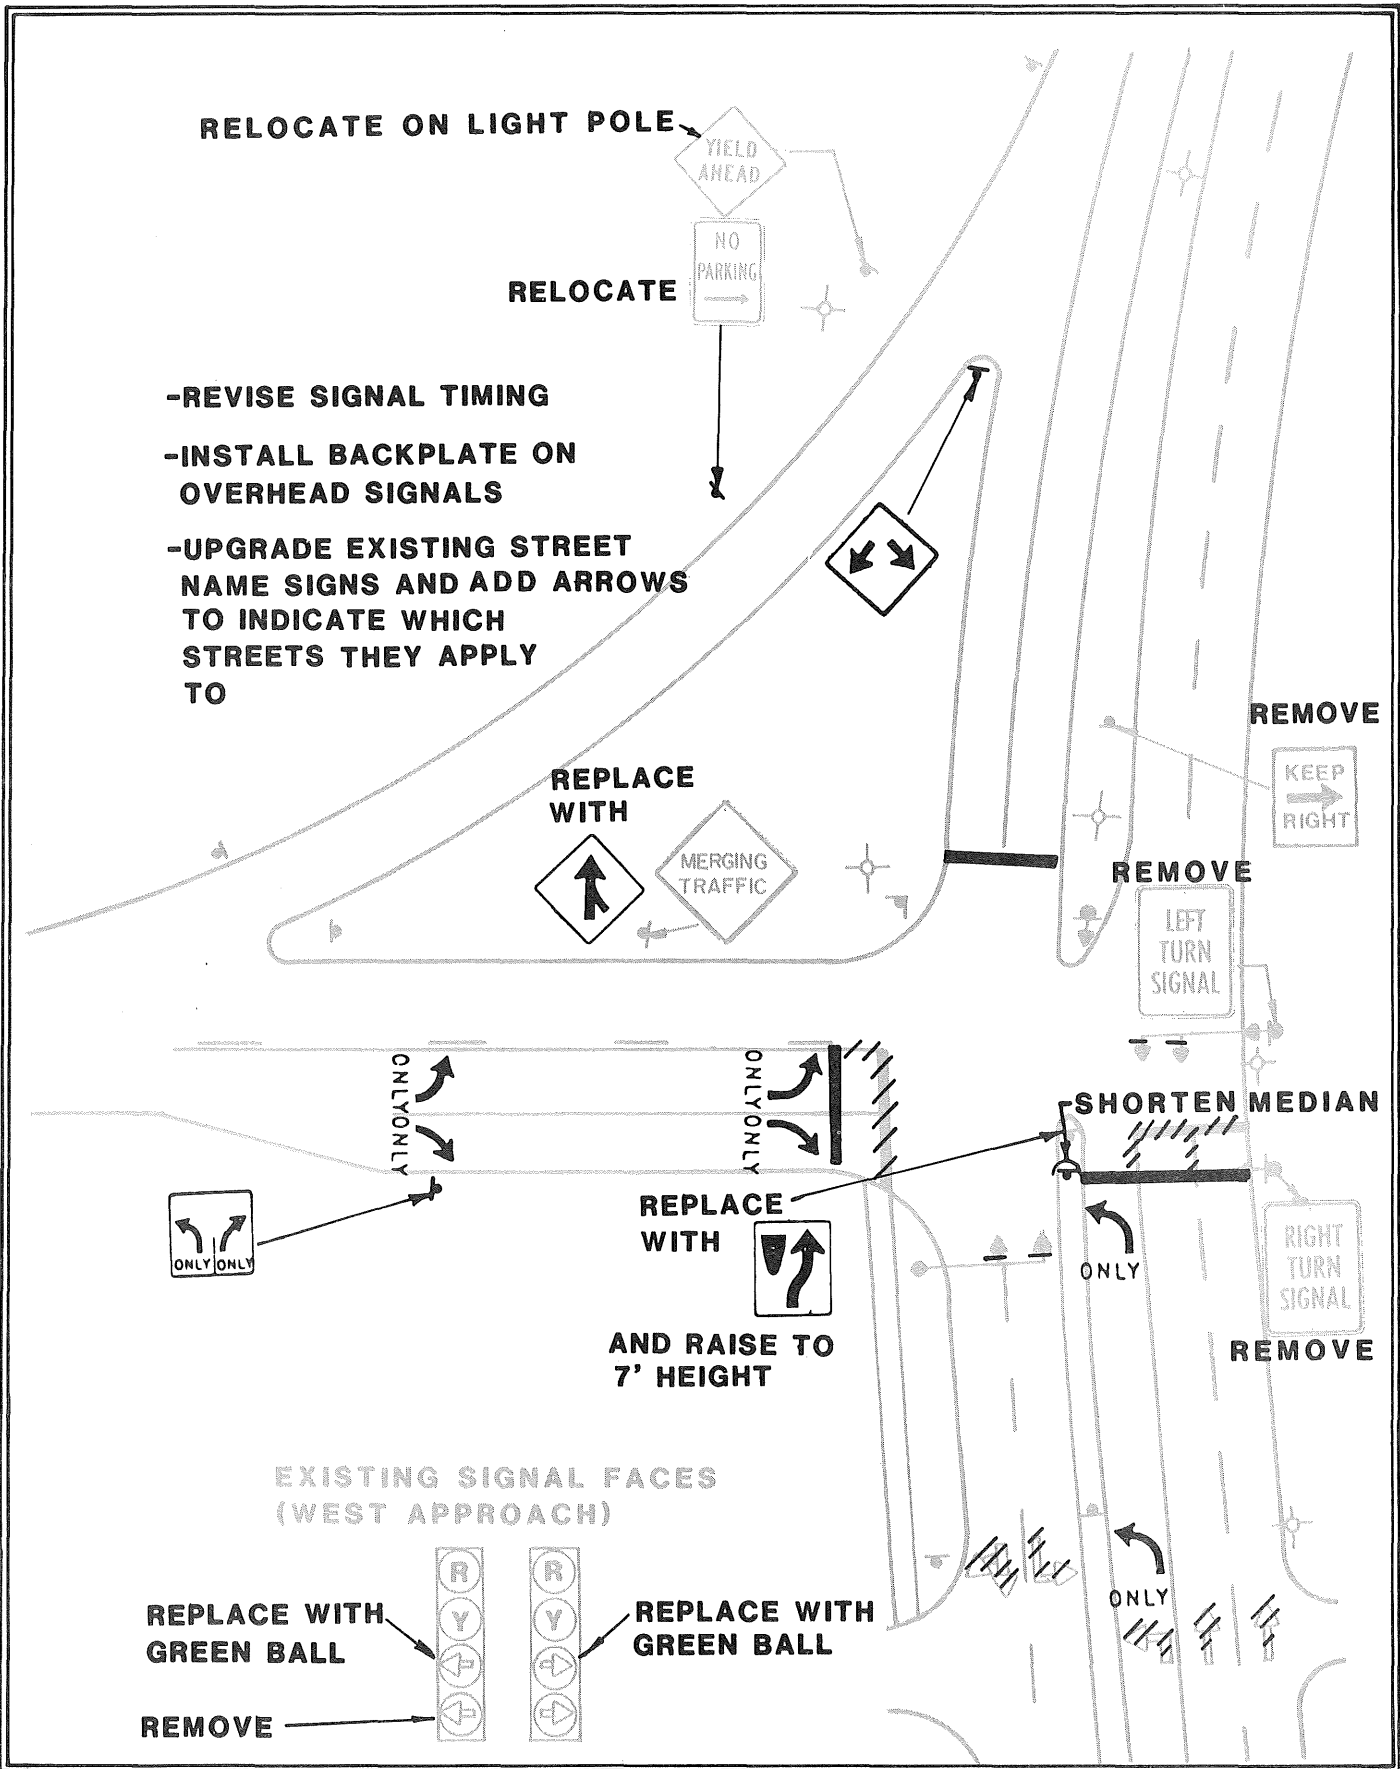 RELOCATE ON LIGHT POLE
YIELD
AHEAD
NO
PARKING
RELOCATE
-REVISE SIGNAL TIMING
-INSTALL BACKPLATE ON
OVERHEAD SIGNALS
-UPGRADE EXISTING STREET
NAME SIGNS AND ADD ARROWS
TO INDICATE WHICH
STREETS THEY APPLY
TO
REMOVE
KEEP
RIGHT
REPLACE
WITH
MERGING
TRAFFIC
REMOVE
LEFT
TURN
SIGNAL
ONLY
ONLY
ONLY
ONLY
SHORTEN MEDIAN
ONLY ONLY
REPLACE
WITH
AND RAISE TO
7' HEIGHT
ONLY
RIGHT
TURN
SIGNAL
REMOVE
ONLY
EXISTING SIGNAL FACES
(WEST APPROACH)
R R
Y Y
REPLACE WITH
GREEN BALL
REPLACE WITH
GREEN BALL
REMOVE